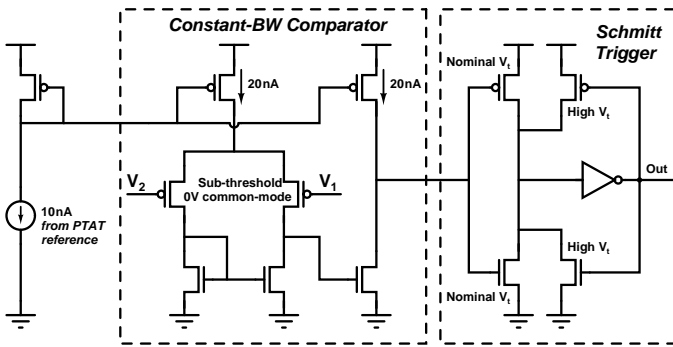 Constant-BW Comparator
Schmitt
Trigger
Nominal Vt
20nA
20nA
High Vt
V2
Sub-threshold
0V common-mode
V1
Out
10nA
from PTAT
reference
High Vt
Nominal Vt